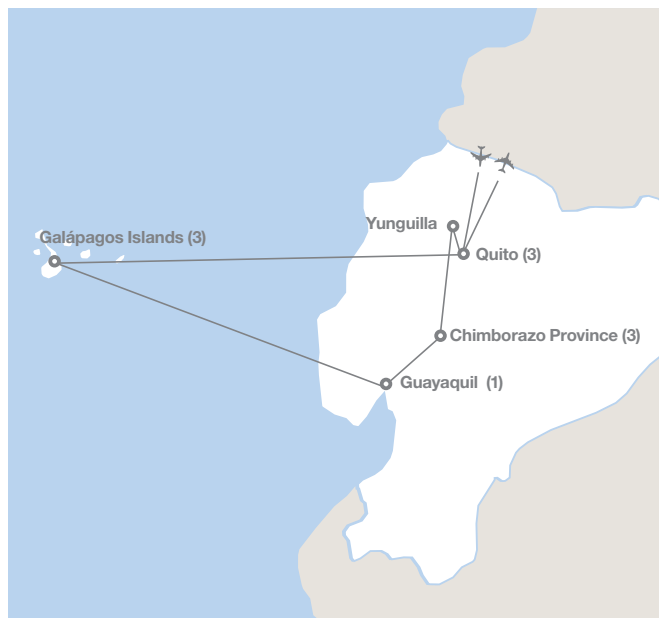 Yunguilla
Galápagos Islands (3)
Quito (3)
Chimborazo Province (3)
Guayaquil (1)